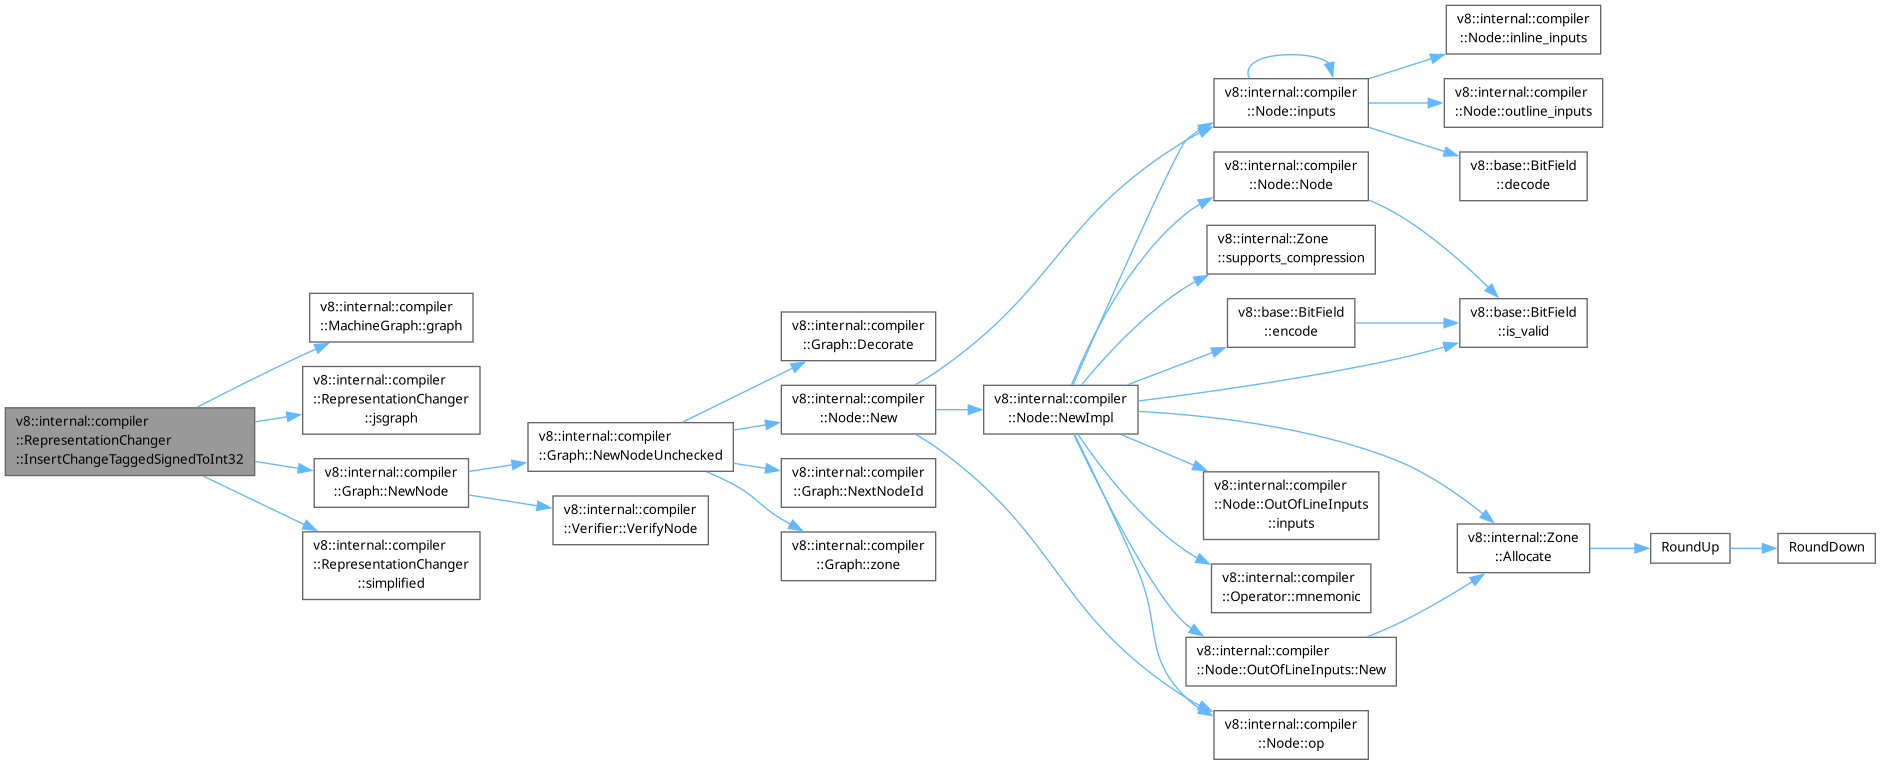 v8::internal::compiler
::RepresentationChanger
::InsertChangeTaggedSignedToInt32
v8::internal::compiler
::MachineGraph::graph
v8::internal::compiler
::RepresentationChanger
::jsgraph
v8::internal::compiler
::Graph::NewNode
v8::internal::compiler
::RepresentationChanger
::simplified
v8::internal::compiler
::Graph::NewNodeUnchecked
v8::internal::compiler
::Verifier::VerifyNode
v8::internal::compiler
::Graph::Decorate
v8::internal::compiler
::Node::New
v8::internal::compiler
::Graph::NextNodeId
v8::internal::compiler
::Graph::zone
v8::internal::compiler
::Node::NewImpl
v8::internal::compiler
::Node::inputs
v8::internal::compiler
::Node::Node
v8::internal::Zone
::supports_compression
v8::base::BitField
::encode
v8::internal::compiler
::Node::OutOfLineInputs
::inputs
v8::internal::compiler
::Operator::mnemonic
v8::internal::compiler
::Node::OutOfLineInputs::New
v8::internal::compiler
::Node::op
v8::internal::compiler
::Node::inline_inputs
v8::internal::compiler
::Node::outline_inputs
v8::base::BitField
::decode
v8::base::BitField
::is_valid
v8::internal::Zone
::Allocate
RoundUp
RoundDown